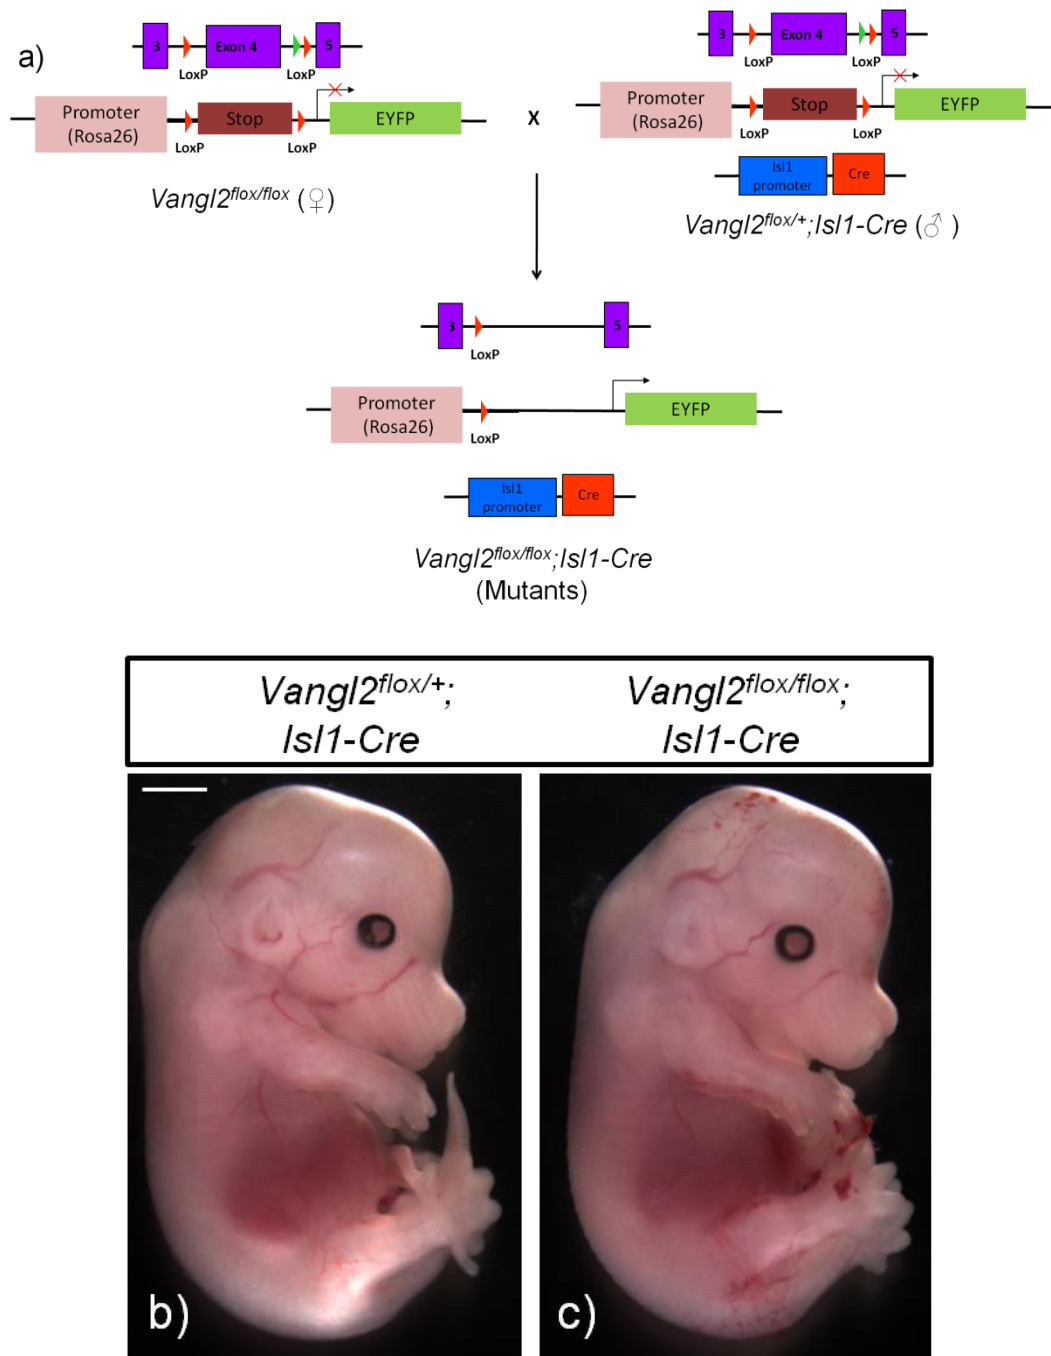 a)
3
Exon 4
5
LoxP
LoxP
Promoter
(Rosa26)
Stop
EYFP
LoxP
LoxP
Vangl2flox/flox (♀)
X
3
Exon 4
5
LoxP
LoxP
Promoter
(Rosa26)
Stop
EYFP
LoxP
LoxP
Isl1
promoter
Cre
Vangl2flox/+;Isl1-Cre (♂)
3
5
LoxP
Promoter
(Rosa26)
EYFP
LoxP
Isl1
promoter
Cre
Vangl2flox/flox;Isl1-Cre
(Mutants)
Vangl2flox/+;
Isl1-Cre
Vangl2flox/flox;
Isl1-Cre
b)
c)